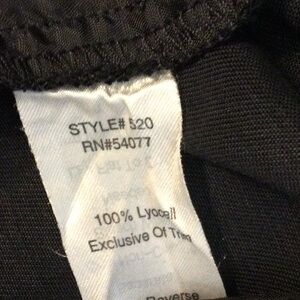 STYLE# 520
RN#54077
100% Lyocell
Exclusive Of Trim
Reverse